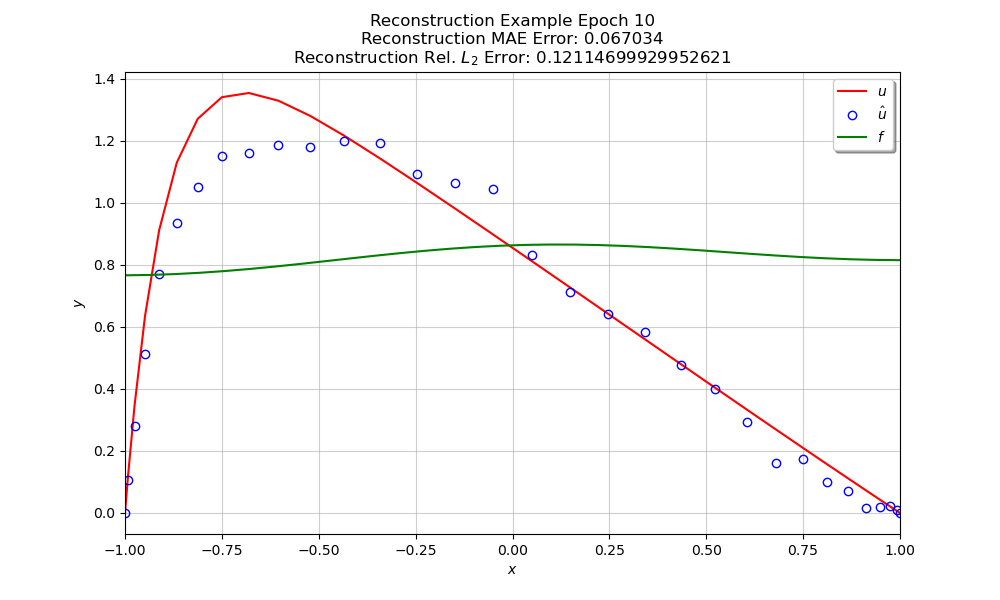 Reconstruction Example Epoch 10
Reconstruction MAE Error: 0.067034
Reconstruction Rel. $L_2$ Error: 0.12114699929952621
1.4
1.2
1.0
0.8
0.6
0.4
0.2
0.0
y
u
û
f
−1.00 −0.75 −0.50 −0.25 0.00 0.25 0.50 0.75 1.00
x